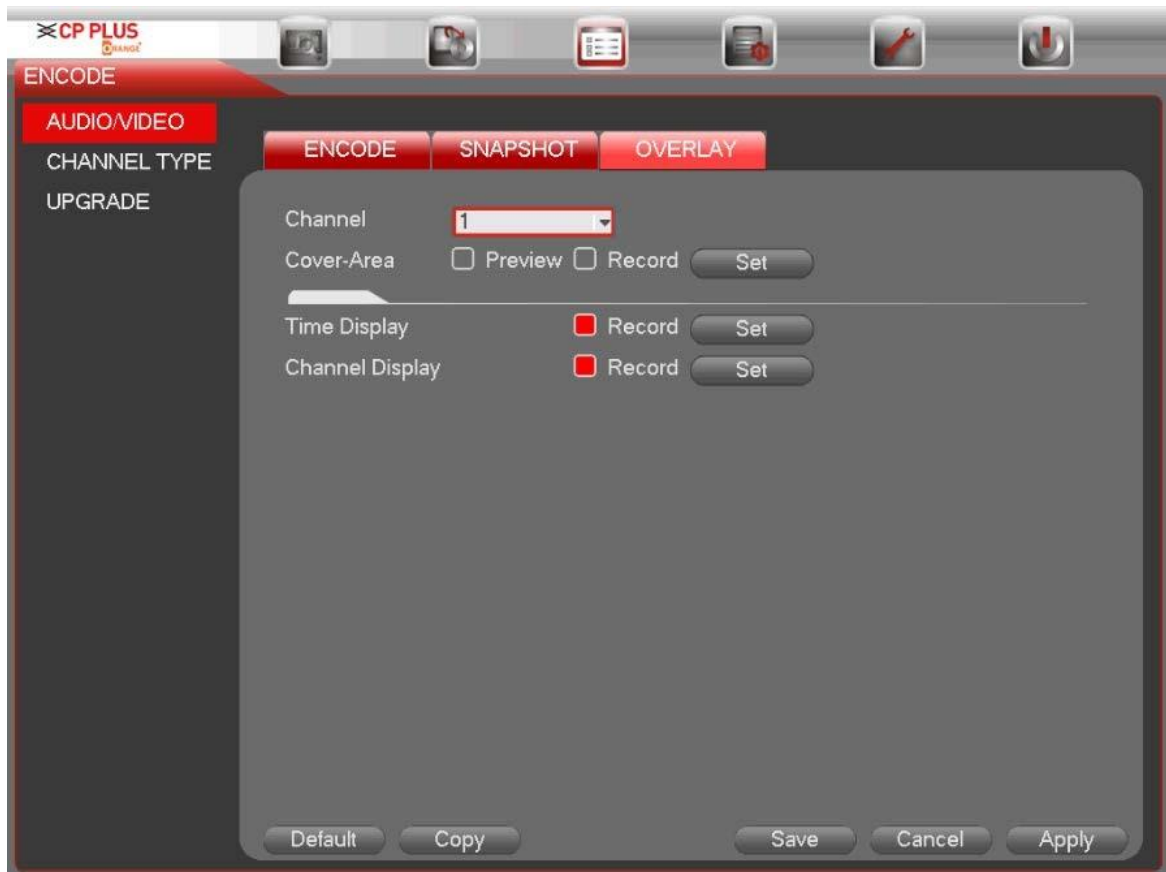 CP PLUS
ORANGE
ENCODE
AUDIO/VIDEO
CHANNEL TYPE
UPGRADE
ENCODE SNAPSHOT OVERLAY
Channel 1
Cover-Area Preview Record Set
Time Display Record Set
Channel Display Record Set
Default Copy Save Cancel Apply